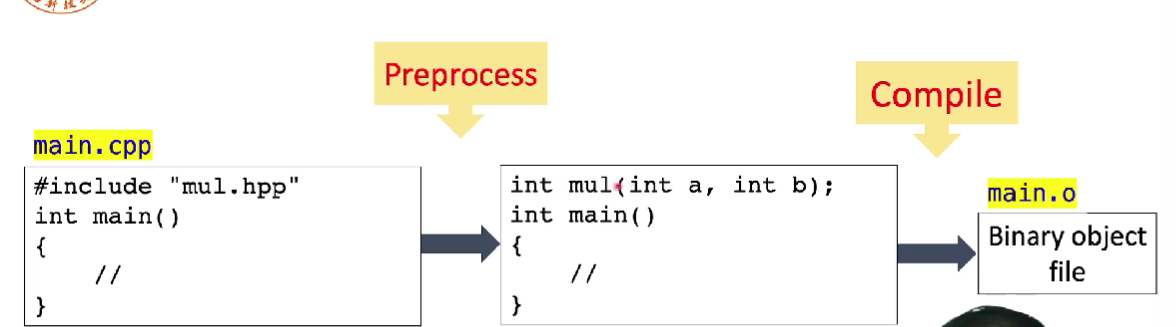 Preprocess
Compile
main.cpp
#include "mul.hpp"
int main()
{
    //
}
int mul(int a, int b);
int main()
{
    //
}
main.o
Binary object
file